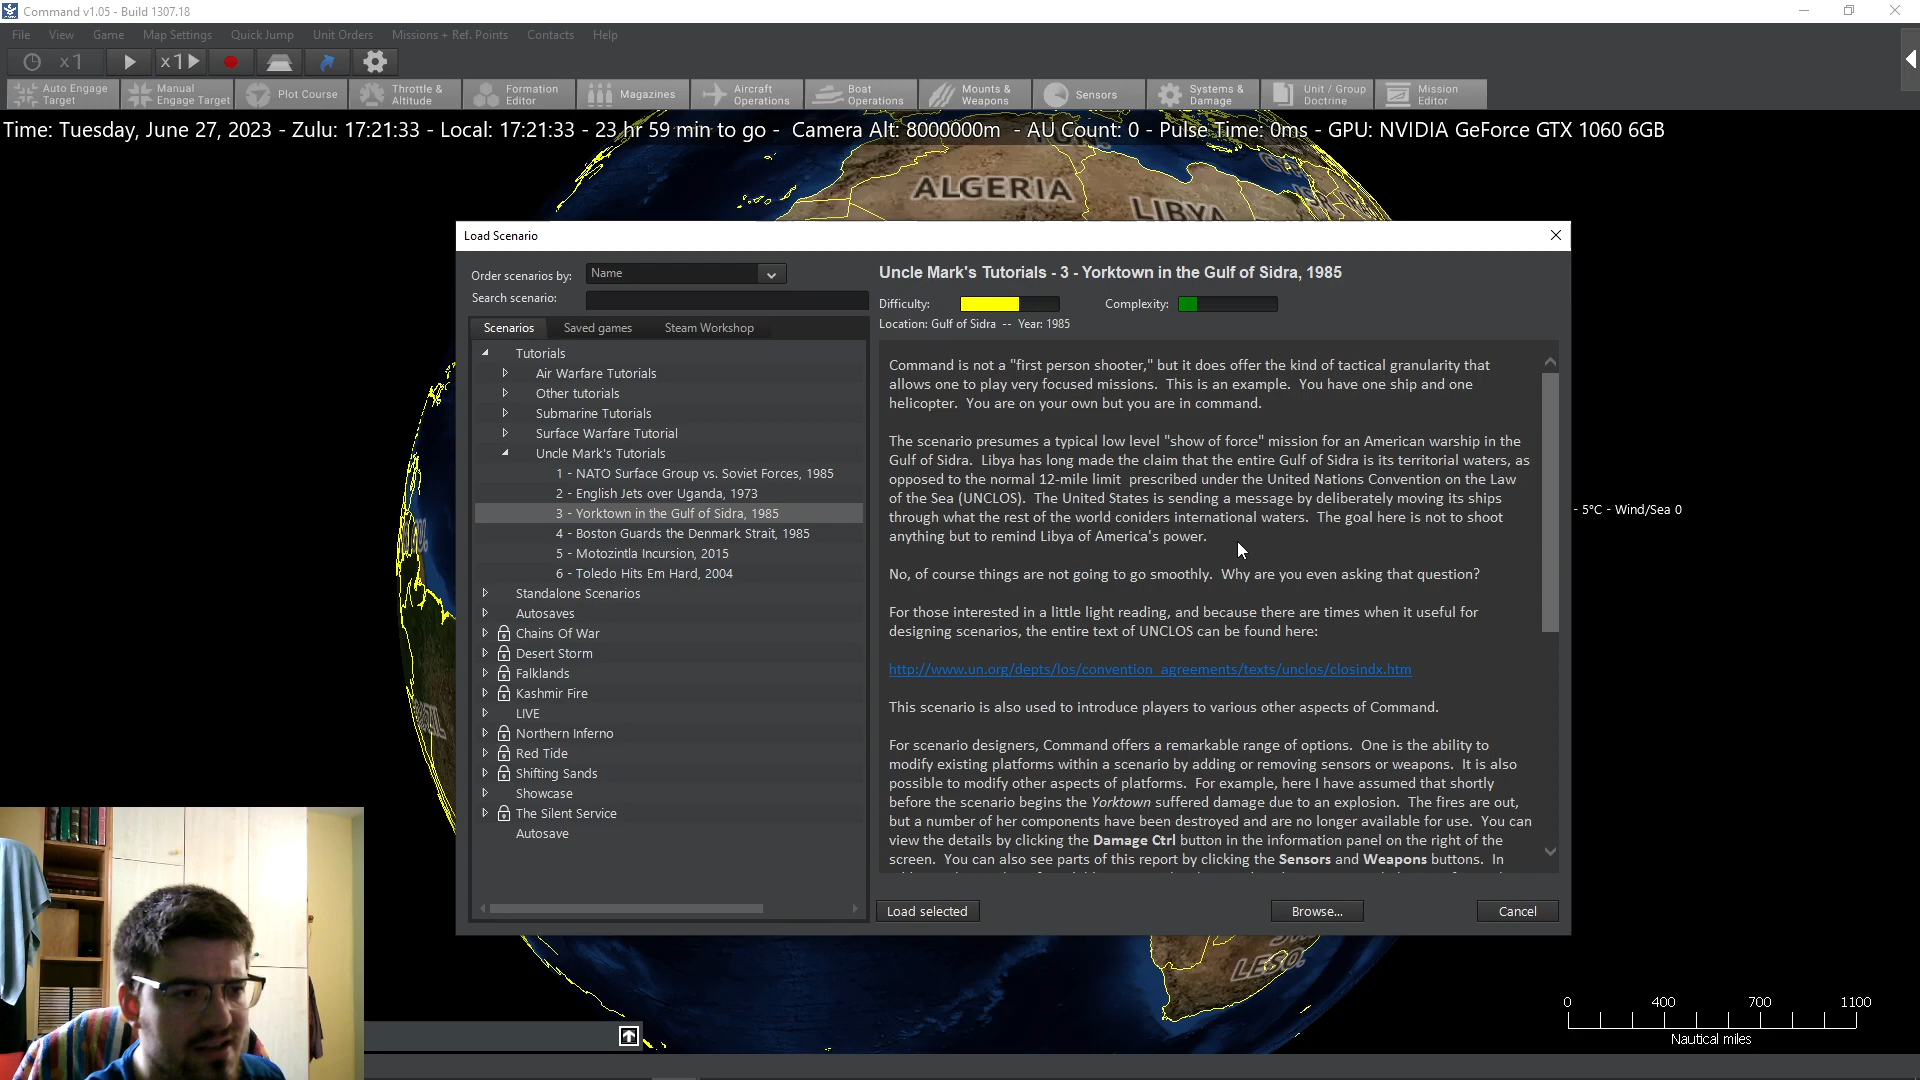 Command v1.05 - Build 1307.18
File View Game Map Settings Quick Jump Unit Orders Missions + Ref. Points Contacts Help
x1 x1
Auto Engage Target Manual Engage Target Plot Course Throttle & Altitude Formation Editor Magazines Aircraft Operations Boat Operations Mounts & Weapons Sensors Systems & Damage Unit / Group Doctrine Mission Editor
Time: Tuesday, June 27, 2023 - Zulu: 17:21:33 - Local: 17:21:33 - 23 hr 59 min to go - Camera Alt: 8000000m - AU Count: 0 - Pulse Time: 0ms - GPU: NVIDIA GeForce GTX 1060 6GB
ALGERIA
LIBYA
Load Scenario
Order scenarios by: Name
Search scenario:
Scenarios Saved games Steam Workshop
Tutorials
Air Warfare Tutorials
Other tutorials
Submarine Tutorials
Surface Warfare Tutorial
Uncle Mark's Tutorials
1 - NATO Surface Group vs. Soviet Forces, 1985
2 - English Jets over Uganda, 1973
3 - Yorktown in the Gulf of Sidra, 1985
4 - Boston Guards the Denmark Strait, 1985
5 - Motozintla Incursion, 2015
6 - Toledo Hits Em Hard, 2004
Standalone Scenarios
Autosaves
Chains Of War
Desert Storm
Falklands
Kashmir Fire
LIVE
Northern Inferno
Red Tide
Shifting Sands
Showcase
The Silent Service
Autosave
Uncle Mark's Tutorials - 3 - Yorktown in the Gulf of Sidra, 1985
Difficulty: Complexity:
Location: Gulf of Sidra -- Year: 1985
Command is not a "first person shooter," but it does offer the kind of tactical granularity that
allows one to play very focused missions. This is an example. You have one ship and one
helicopter. You are on your own but you are in command.
The scenario presumes a typical low level "show of force" mission for an American warship in the
Gulf of Sidra. Libya has long made the claim that the entire Gulf of Sidra is its territorial waters, as
opposed to the normal 12-mile limit prescribed under the United Nations Convention on the Law
of the Sea (UNCLOS). The United States is sending a message by deliberately moving its ships
through what the rest of the world coniders international waters. The goal here is not to shoot
anything but to remind Libya of America's power.
No, of course things are not going to go smoothly. Why are you even asking that question?
For those interested in a little light reading, and because there are times when it useful for
designing scenarios, the entire text of UNCLOS can be found here:
http://www.un.org/depts/los/convention_agreements/texts/unclos/closindx.htm
This scenario is also used to introduce players to various other aspects of Command.
For scenario designers, Command offers a remarkable range of options. One is the ability to
modify existing platforms within a scenario by adding or removing sensors or weapons. It is also
possible to modify other aspects of platforms. For example, here I have assumed that shortly
before the scenario begins the Yorktown suffered damage due to an explosion. The fires are out,
but a number of her components have been destroyed and are no longer available for use. You can
view the details by clicking the Damage Ctrl button in the information panel on the right of the
screen. You can also see parts of this report by clicking the Sensors and Weapons buttons. In
Load selected Browse... Cancel
- 5°C - Wind/Sea 0
LESO.
0 400 700 1100
Nautical miles